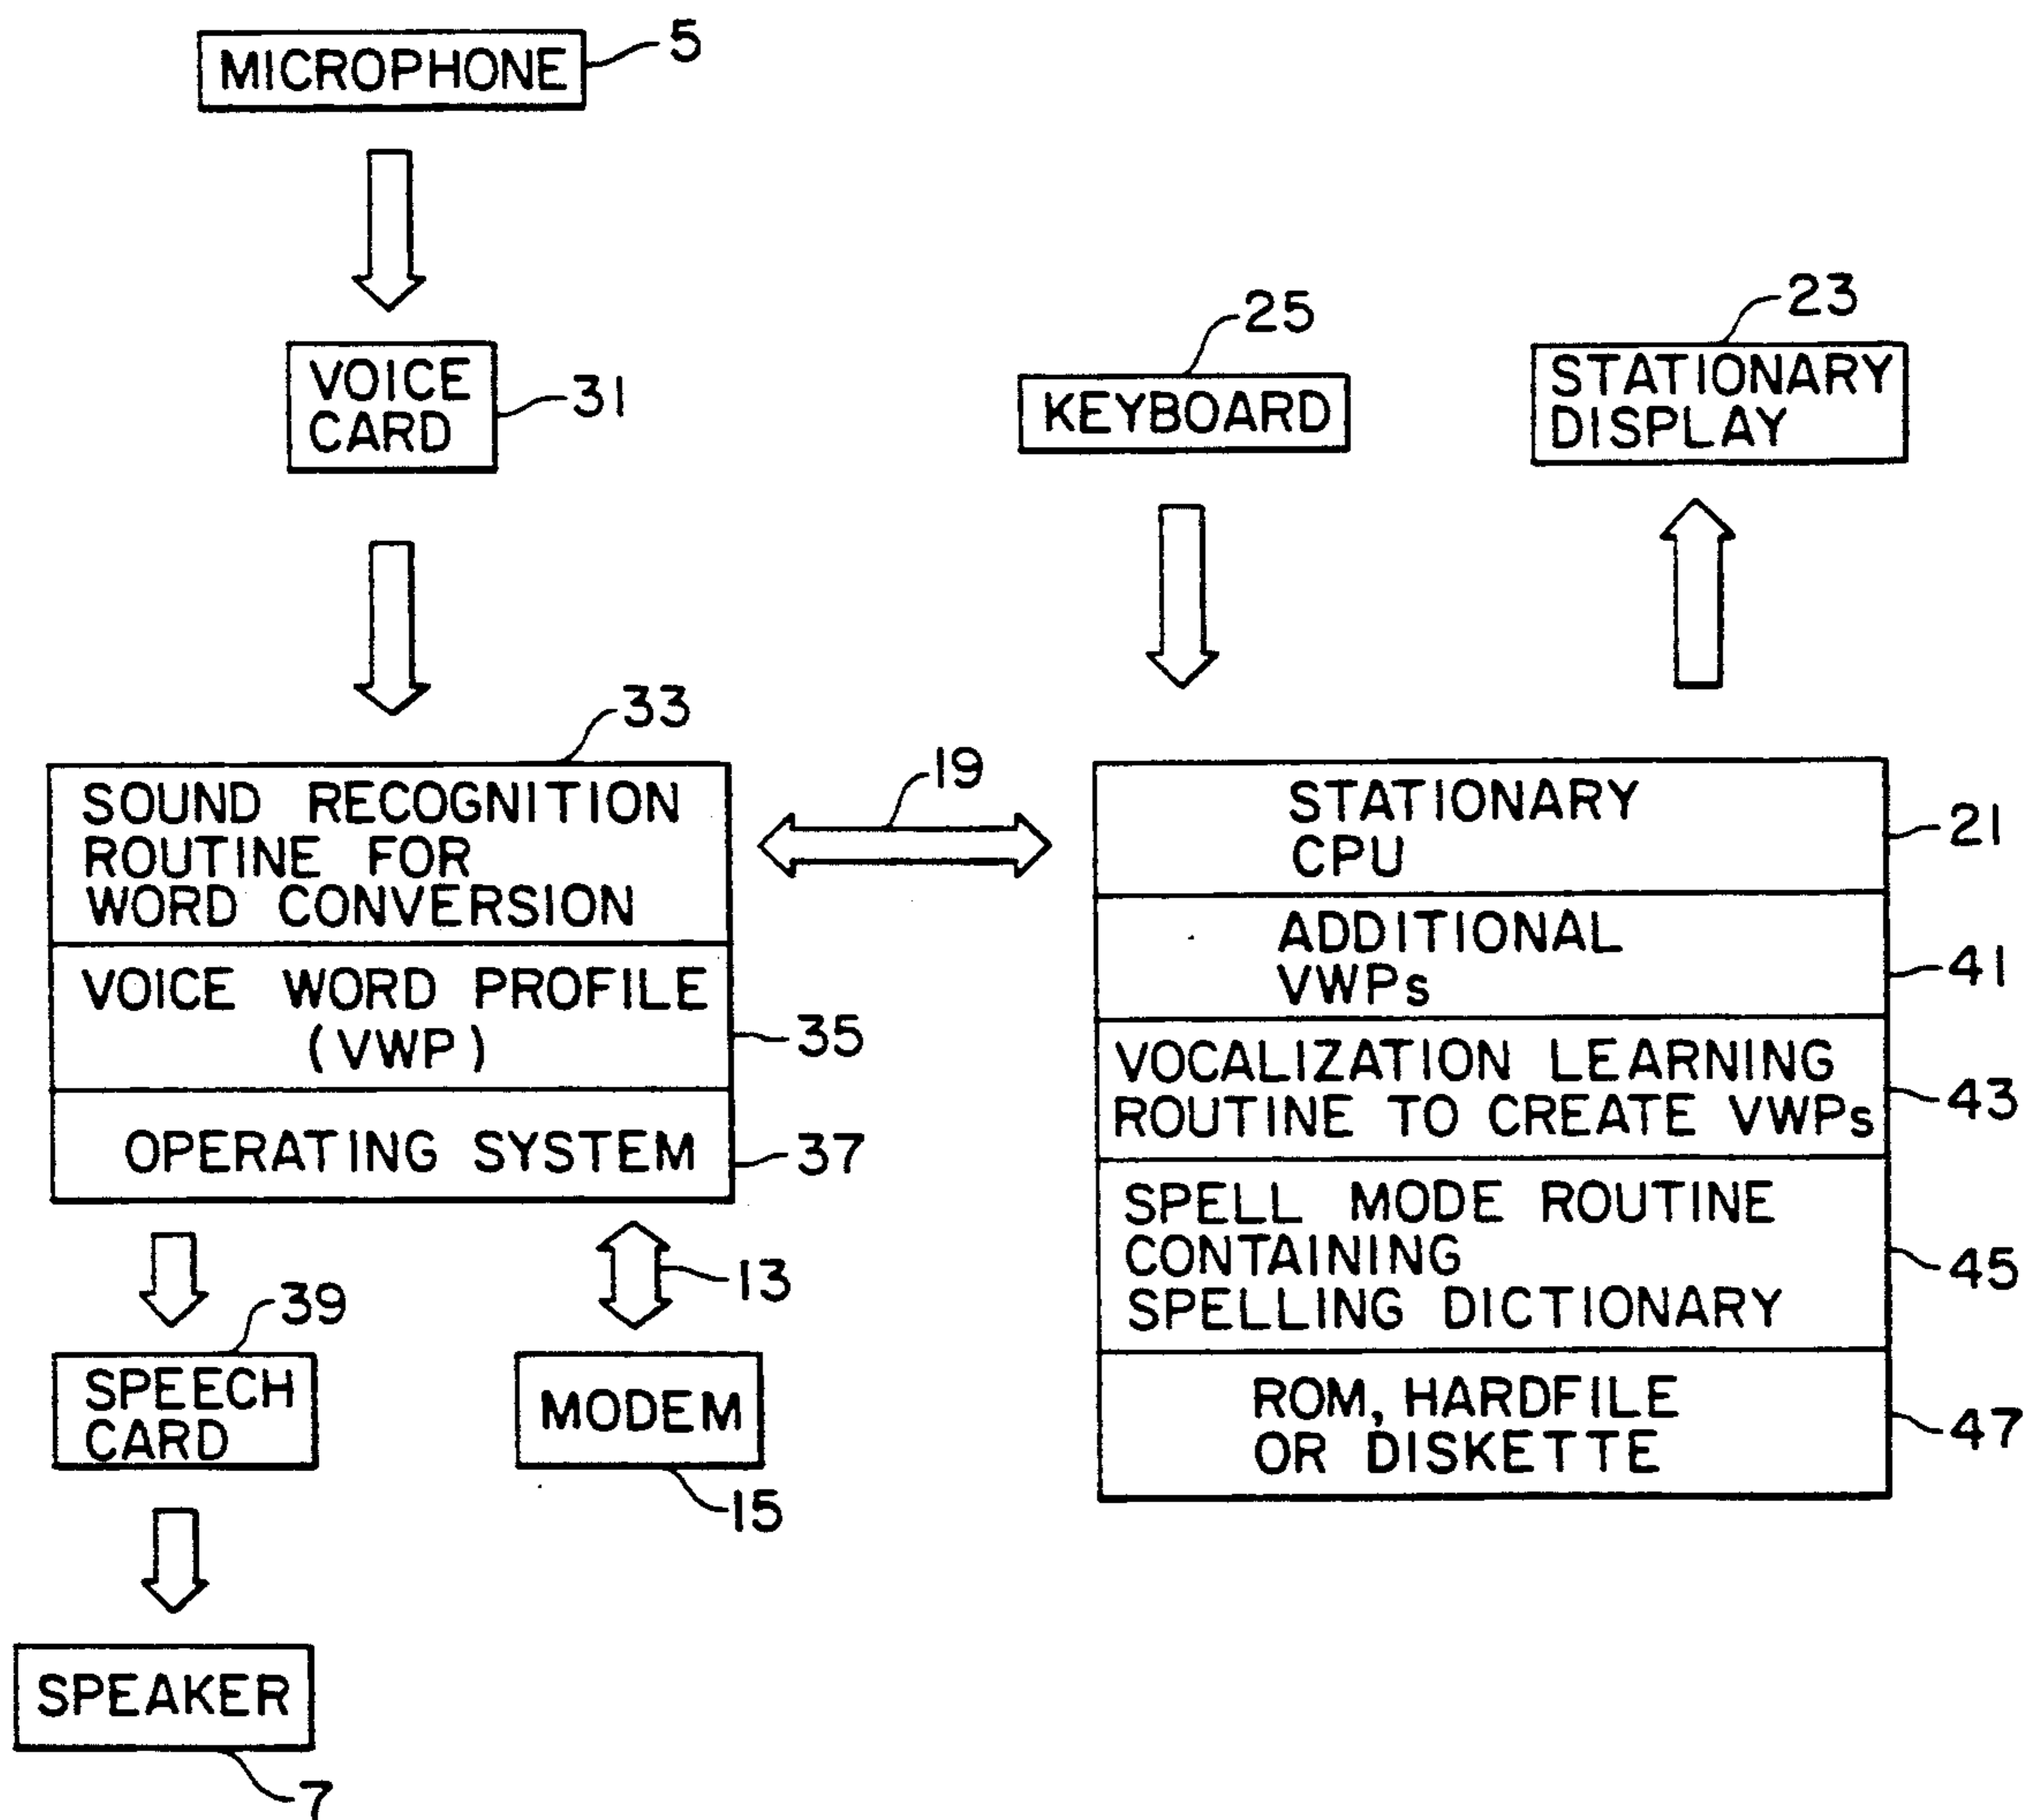 MICROPHONE
5
VOICE
CARD
31
KEYBOARD
25
STATIONARY
DISPLAY
23
33
SOUND RECOGNITION
ROUTINE FOR
WORD CONVERSION
VOICE WORD PROFILE
(VWP)
35
OPERATING SYSTEM
37
19
STATIONARY
CPU
21
ADDITIONAL
VWPs
41
VOCALIZATION LEARNING
ROUTINE TO CREATE VWPs
43
SPELL MODE ROUTINE
CONTAINING
SPELLING DICTIONARY
45
ROM, HARDFILE
OR DISKETTE
47
13
39
SPEECH
CARD
MODEM
15
SPEAKER
7